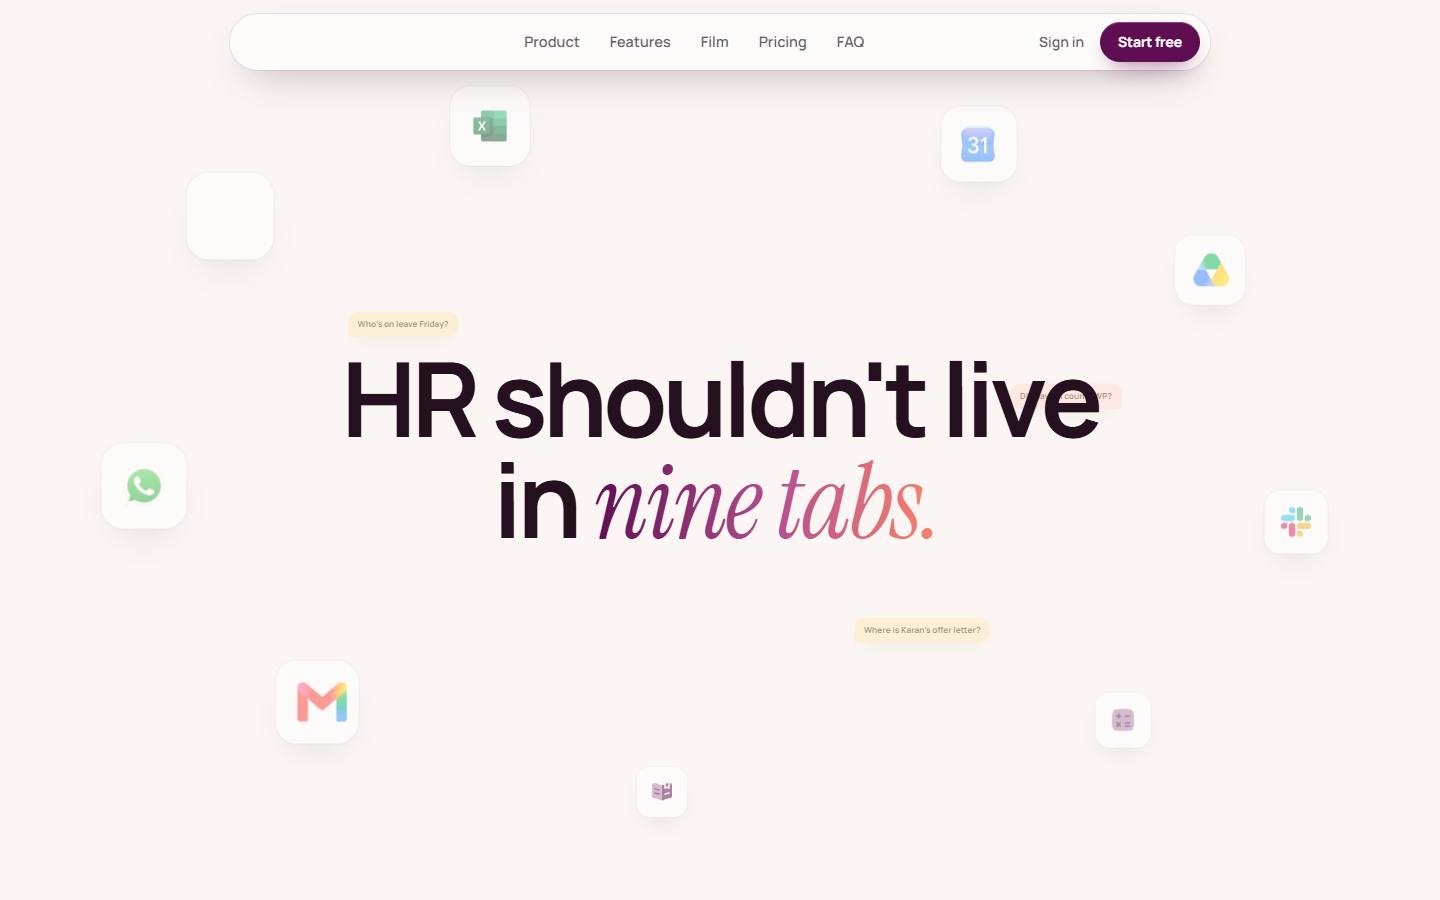 Product
Features
Film
Pricing
FAQ
Sign in
Start free
X
31
Who's on leave Friday?
HR shouldn't live
in nine tabs.
Where is Karan's offer letter?